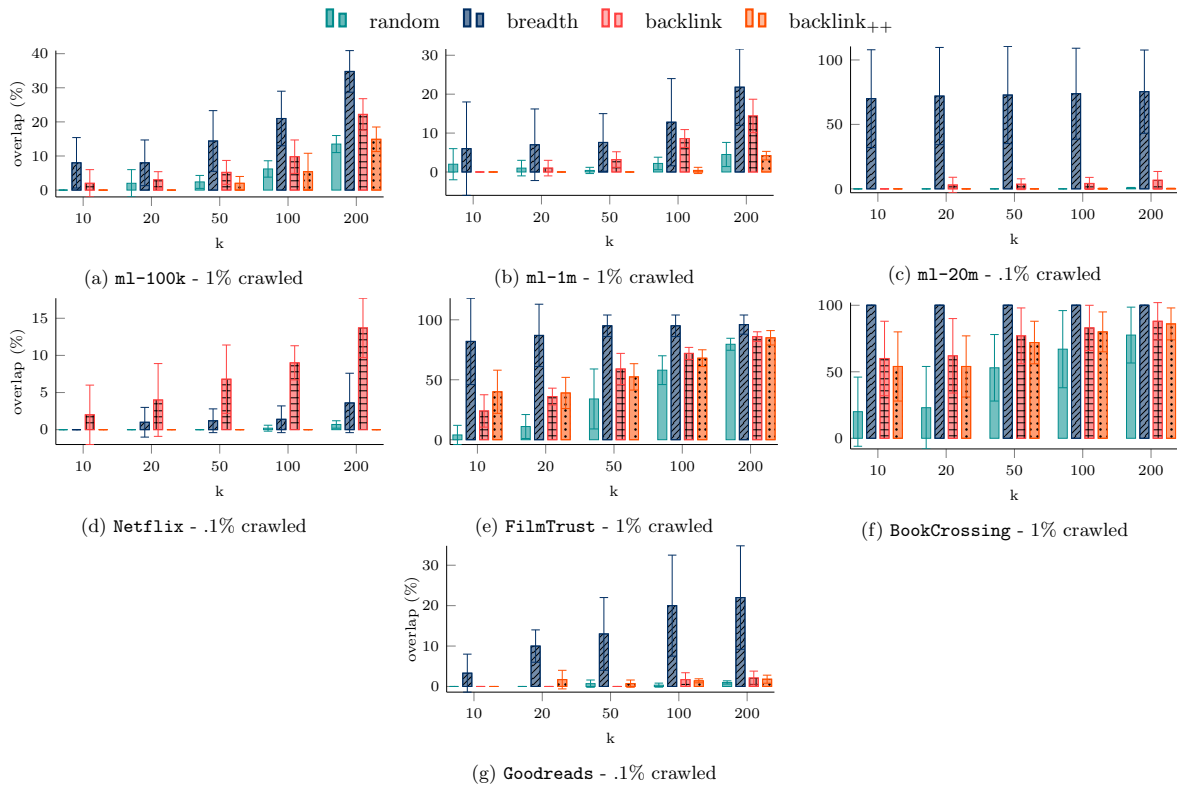 random breadth backlink backlink++
40
30
20
10
0
overlap (%)
10 20 50 100 200
k
(a) ml-100k - 1% crawled
30
20
10
0
10 20 50 100 200
k
(b) ml-1m - 1% crawled
100
50
0
10 20 50 100 200
k
(c) ml-20m - .1% crawled
15
10
5
0
overlap (%)
10 20 50 100 200
k
(d) Netflix - .1% crawled
100
50
0
10 20 50 100 200
k
(e) FilmTrust - 1% crawled
100
50
0
10 20 50 100 200
k
(f) BookCrossing - 1% crawled
30
20
10
0
overlap (%)
10 20 50 100 200
k
(g) Goodreads - .1% crawled